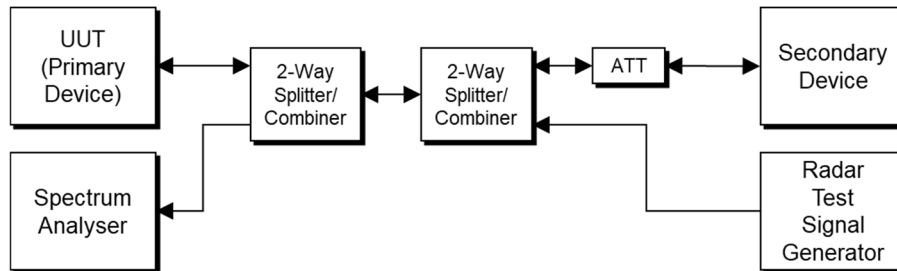 UUT
(Primary
Device)
2-Way
Splitter/
Combiner
2-Way
Splitter/
Combiner
ATT
Secondary
Device
Spectrum
Analyser
Radar
Test
Signal
Generator